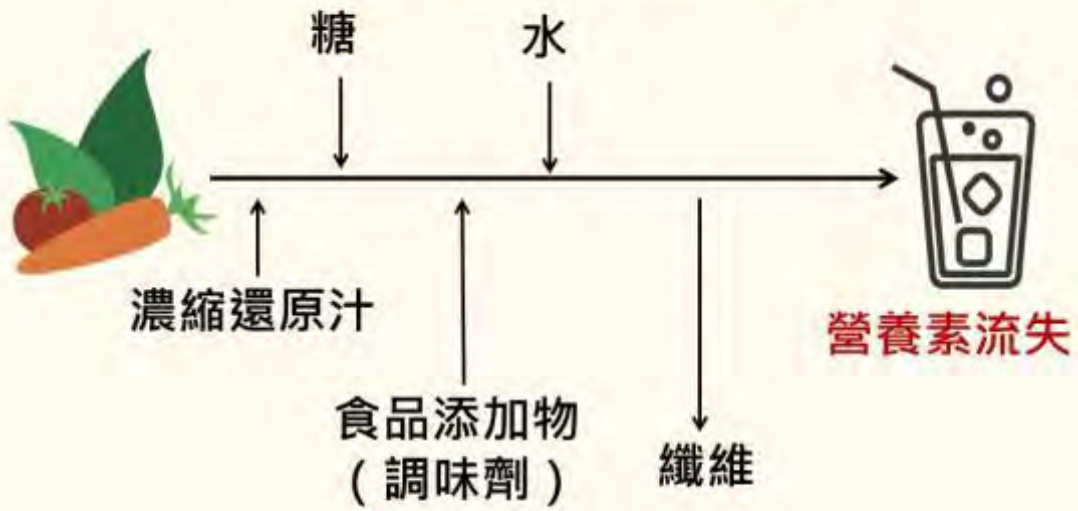 糖
水
濃縮還原汁
營養素流失
食品添加物
（調味劑）
纖維